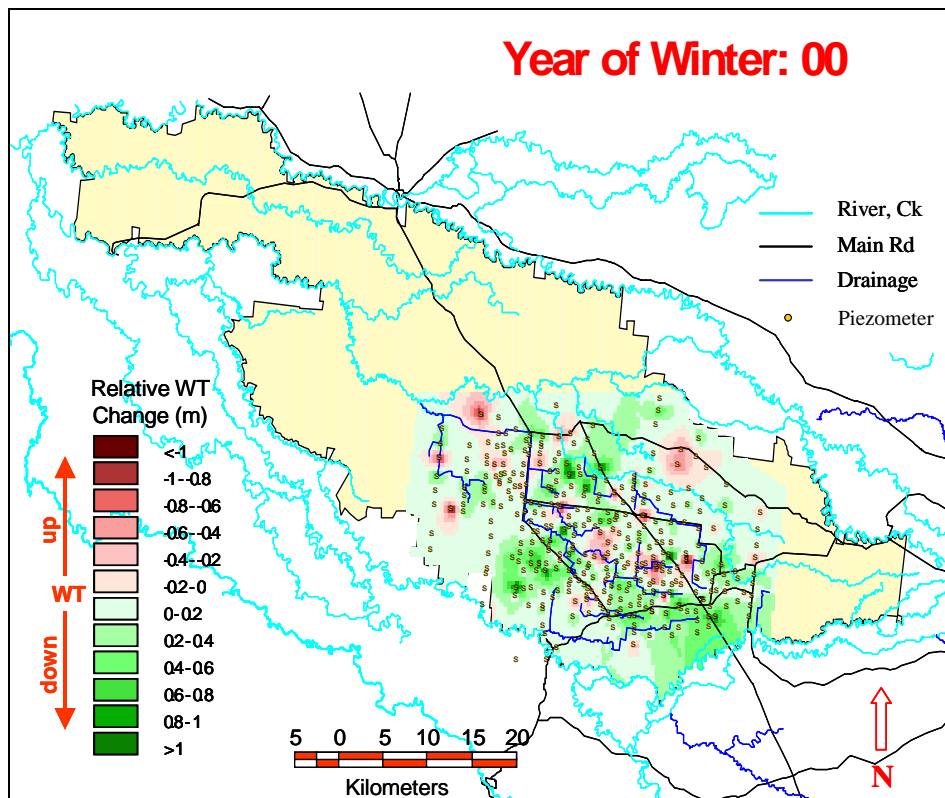 Year of Winter: 00
River, Ck
Main Rd
Drainage
Piezometer
Relative WT
Change (m)
<-1
-1--0.8
-0.8--0.6
-0.6--0.4
-0.4--0.2
-0.2-0
0-0.2
0.2-0.4
0.4-0.6
0.6-0.8
0.8-1
>1
up
WT
down
5 0 5 10 15 20
Kilometers
N